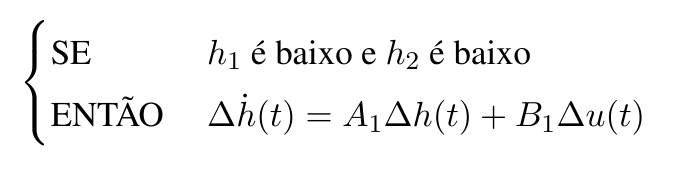 SE h₁ é baixo e h₂ é baixo
ENTÃO Δḣ(t) = A₁Δh(t) + B₁Δu(t)